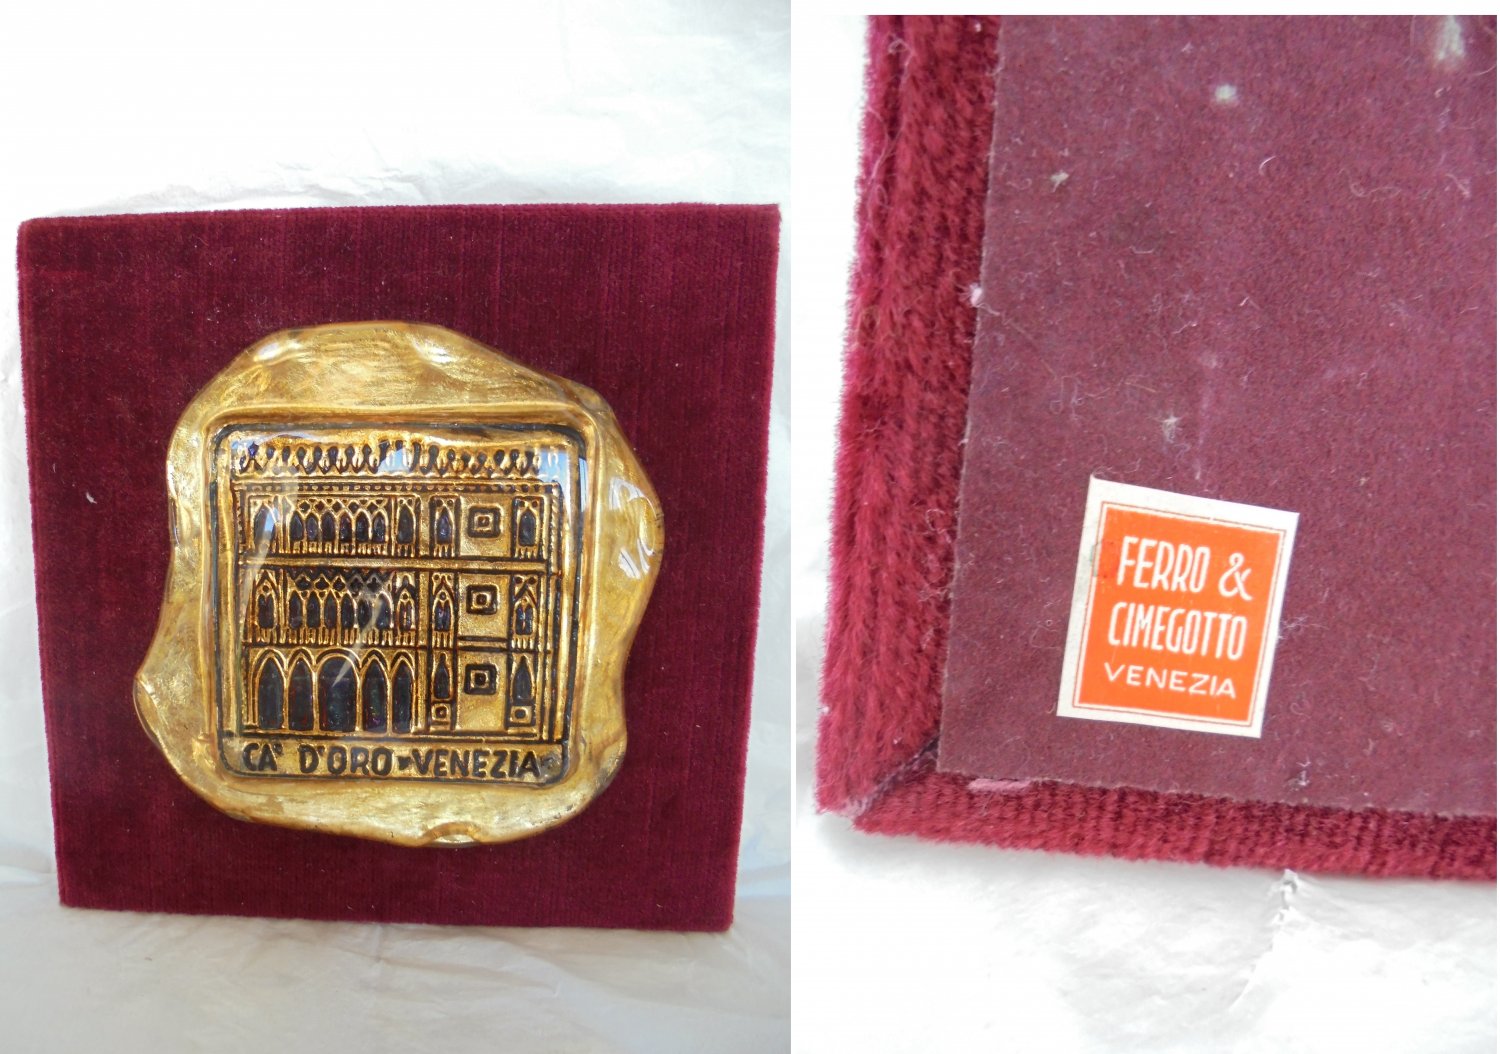 CA' D'ORO-VENEZIA
FERRO &
CIMEGOTTO
VENEZIA